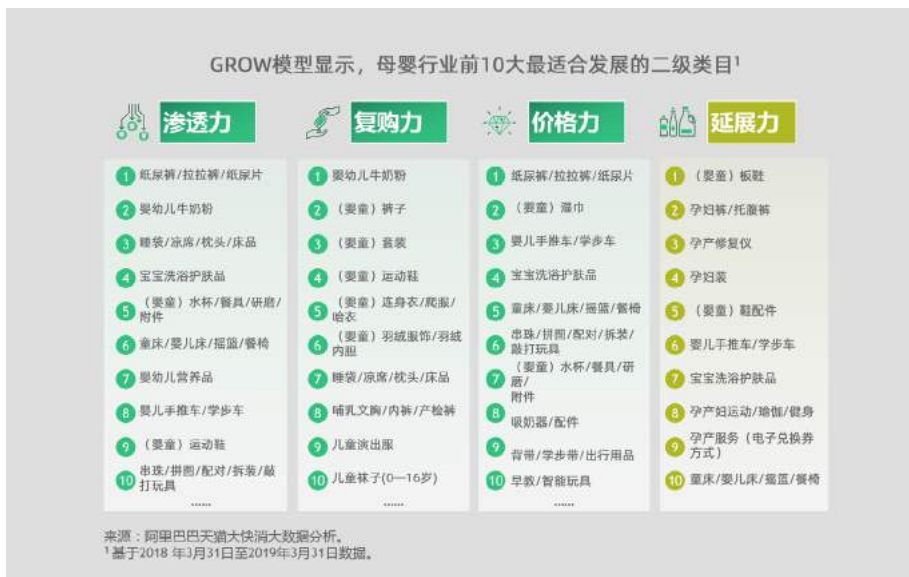 GROW模型显示，母婴行业前10大最适合发展的二级类目¹
渗透力
1 纸尿裤/拉拉裤/纸尿片
2 婴幼儿牛奶粉
3 睡袋/凉席/枕头/床品
4 宝宝洗浴护肤品
5 （婴童）水杯/餐具/研磨/
附件
6 童床/婴儿床/摇篮/餐椅
7 婴幼儿营养品
8 婴儿手推车/学步车
9 （婴童）运动鞋
10 串珠/拼图/配对/拆装/敲
打玩具
......
复购力
1 婴幼儿牛奶粉
2 （婴童）裤子
3 （婴童）套装
4 （婴童）运动鞋
5 （婴童）连身衣/爬服/
哈衣
6 （婴童）羽绒服饰/羽绒
内胆
7 睡袋/凉席/枕头/床品
8 哺乳文胸/内裤/产检裤
9 儿童演出服
10 儿童袜子(0—16岁)
......
价格力
1 纸尿裤/拉拉裤/纸尿片
2 （婴童）湿巾
3 婴儿手推车/学步车
4 宝宝洗浴护肤品
5 童床/婴儿床/摇篮/餐椅
6 串珠/拼图/配对/拆装/
敲打玩具
7 （婴童）水杯/餐具/研
磨/
附件
8 吸奶器/配件
9 背带/学步带/出行用品
10 早教/智能玩具
......
延展力
1 （婴童）板鞋
2 孕妇裤/托腹裤
3 孕产修复仪
4 孕妇装
5 （婴童）鞋配件
6 婴儿手推车/学步车
7 宝宝洗浴护肤品
8 孕产妇运动/瑜伽/健身
9 孕产服务（电子兑换券
方式）
10 童床/婴儿床/摇篮/餐椅
来源：阿里巴巴天猫大快消大数据分析。
¹基于2018 年3月31日至2019年3月31日数据。